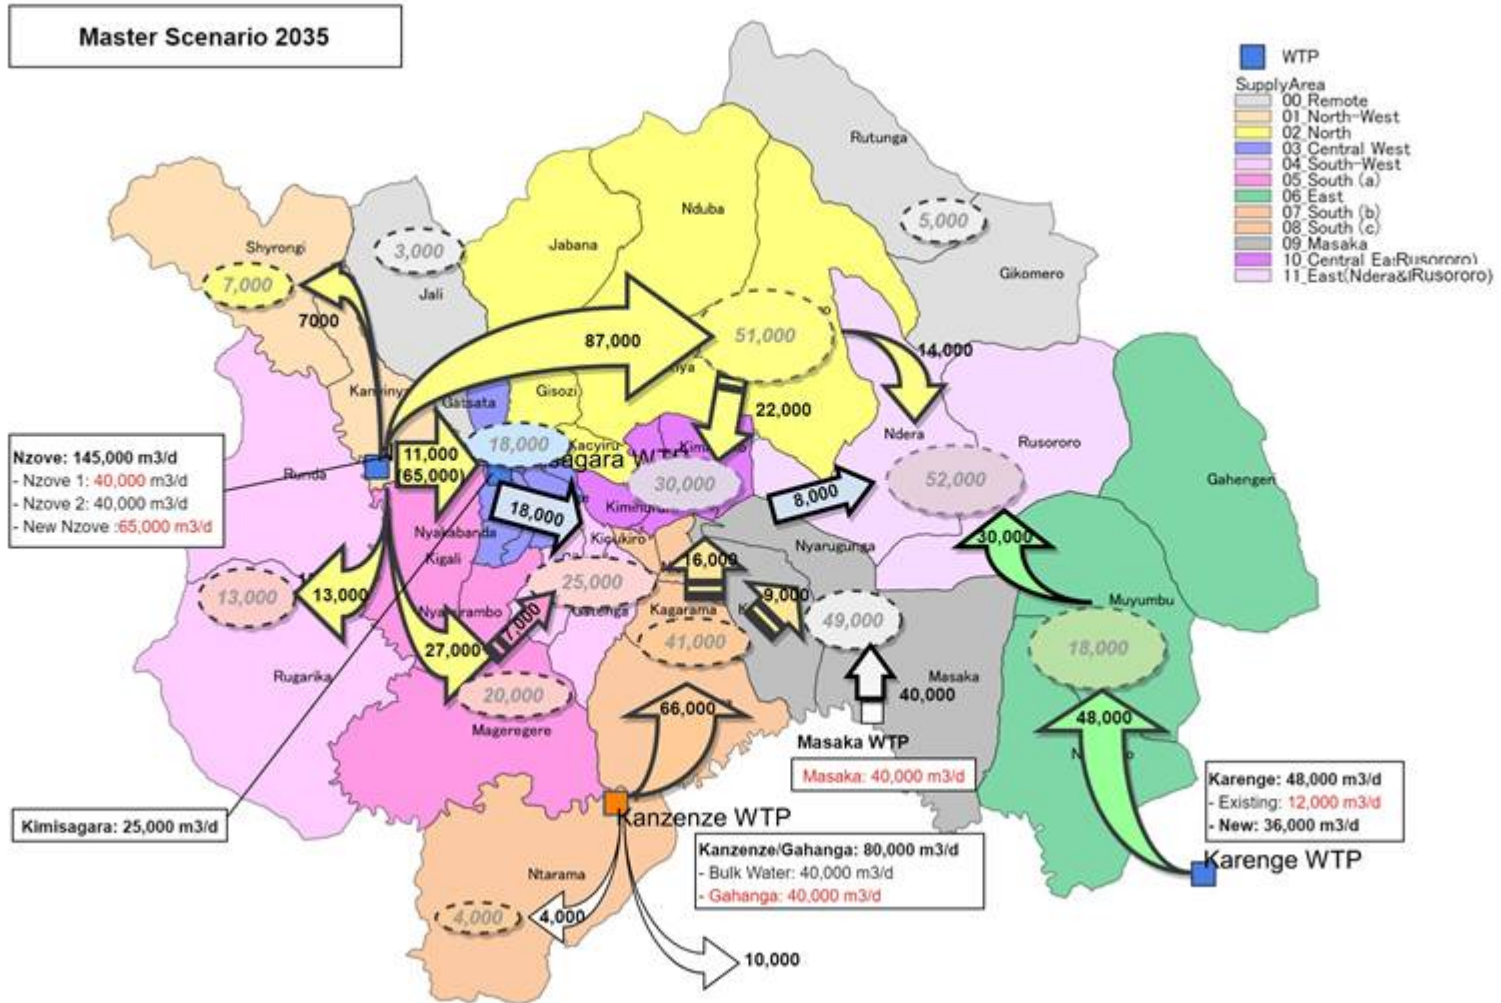 Master Scenario 2035
WTP
SupplyArea
00_Remote
01_North-West
02_North
03_Central West
04_South-West
05_South (a)
06_East
07_South (b)
08_South (c)
09_Masaka
10_Central Ea
Rusororo)
11_East(Ndera&
Rusororo)
Rutunga
Nduba
5,000
Jabana
Shyrongi
3,000
Gikomero
7,000
Jali
7000
87,000
51,000
14,000
Gisozi
Gatsata
22,000
Ndera
Rusororo
18,000
Kacyiru
Nzove: 145,000 m3/d
- Nzove 1: 40,000 m3/d
- Nzove 2: 40,000 m3/d
- New Nzove :65,000 m3/d
11,000
(65,000)
Runda
30,000
52,000
Gahengeri
8,000
18,000
Nyakabanda
Nyarugunga
30,000
Kigali
16,000
25,000
9,000
Muyumbu
13,000
13,000
7,000
Gatenga
Kagarama
49,000
27,000
41,000
18,000
Rugarika
20,000
Masaka
40,000
66,000
48,000
Mageregere
Masaka WTP
Masaka: 40,000 m3/d
Karenge: 48,000 m3/d
- Existing: 12,000 m3/d
- New: 36,000 m3/d
Kimisagara: 25,000 m3/d
Kanzenze WTP
Karenge WTP
Kanzenze/Gahanga: 80,000 m3/d
- Bulk Water: 40,000 m3/d
- Gahanga: 40,000 m3/d
Ntarama
4,000
4,000
10,000